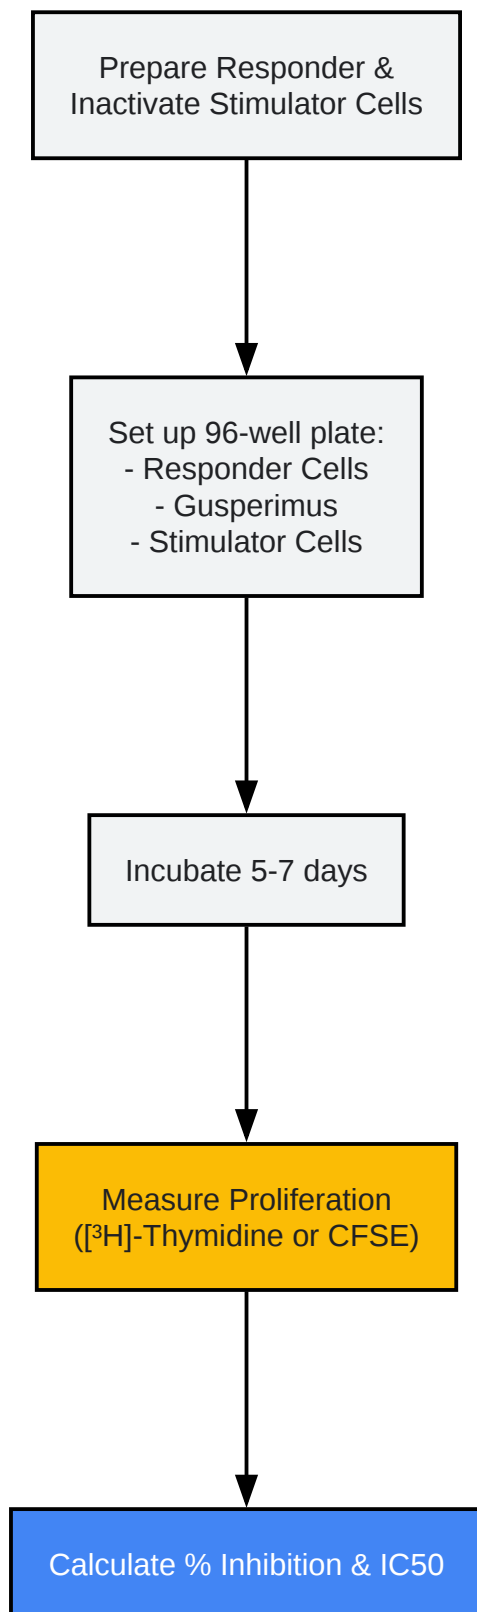 Prepare Responder &
Inactivate Stimulator Cells
Set up 96-well plate:
- Responder Cells
- Gusperimus
- Stimulator Cells
Incubate 5-7 days
Measure Proliferation
([³H]-Thymidine or CFSE)
Calculate % Inhibition & IC50